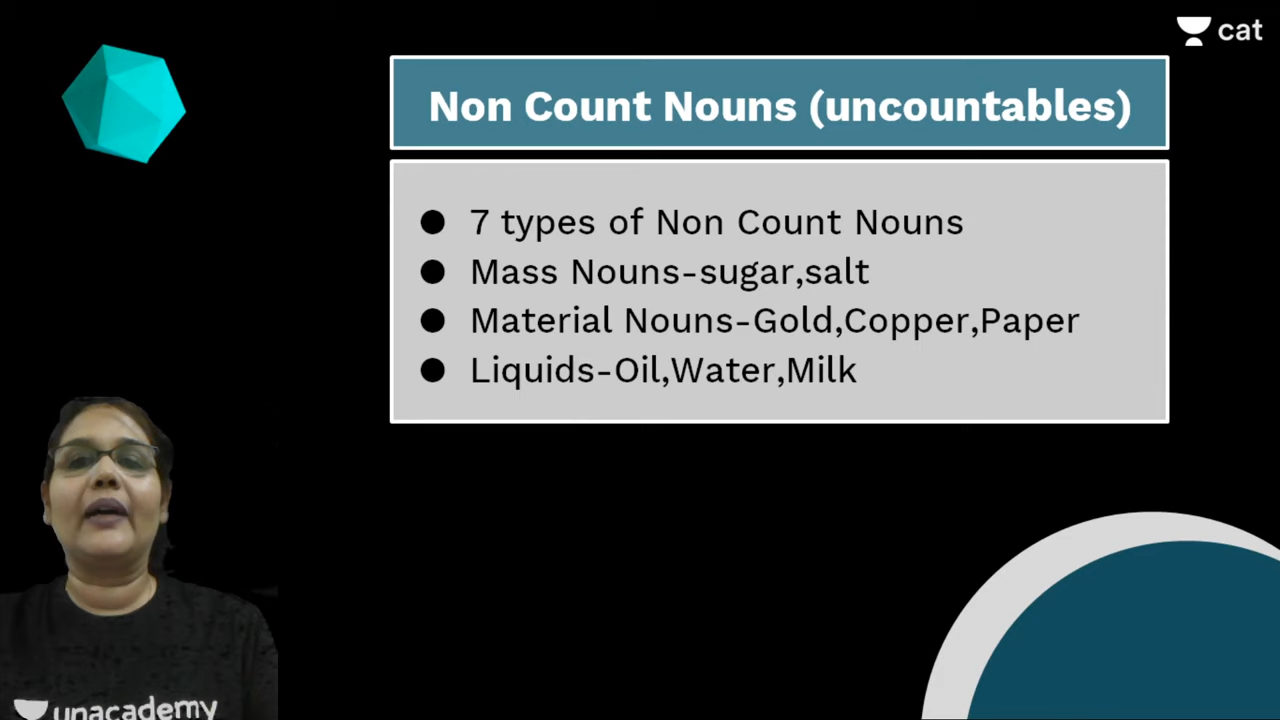 cat
Non Count Nouns (uncountables)
● 7 types of Non Count Nouns
● Mass Nouns-sugar,salt
● Material Nouns-Gold,Copper,Paper
● Liquids-Oil,Water,Milk
unacademy